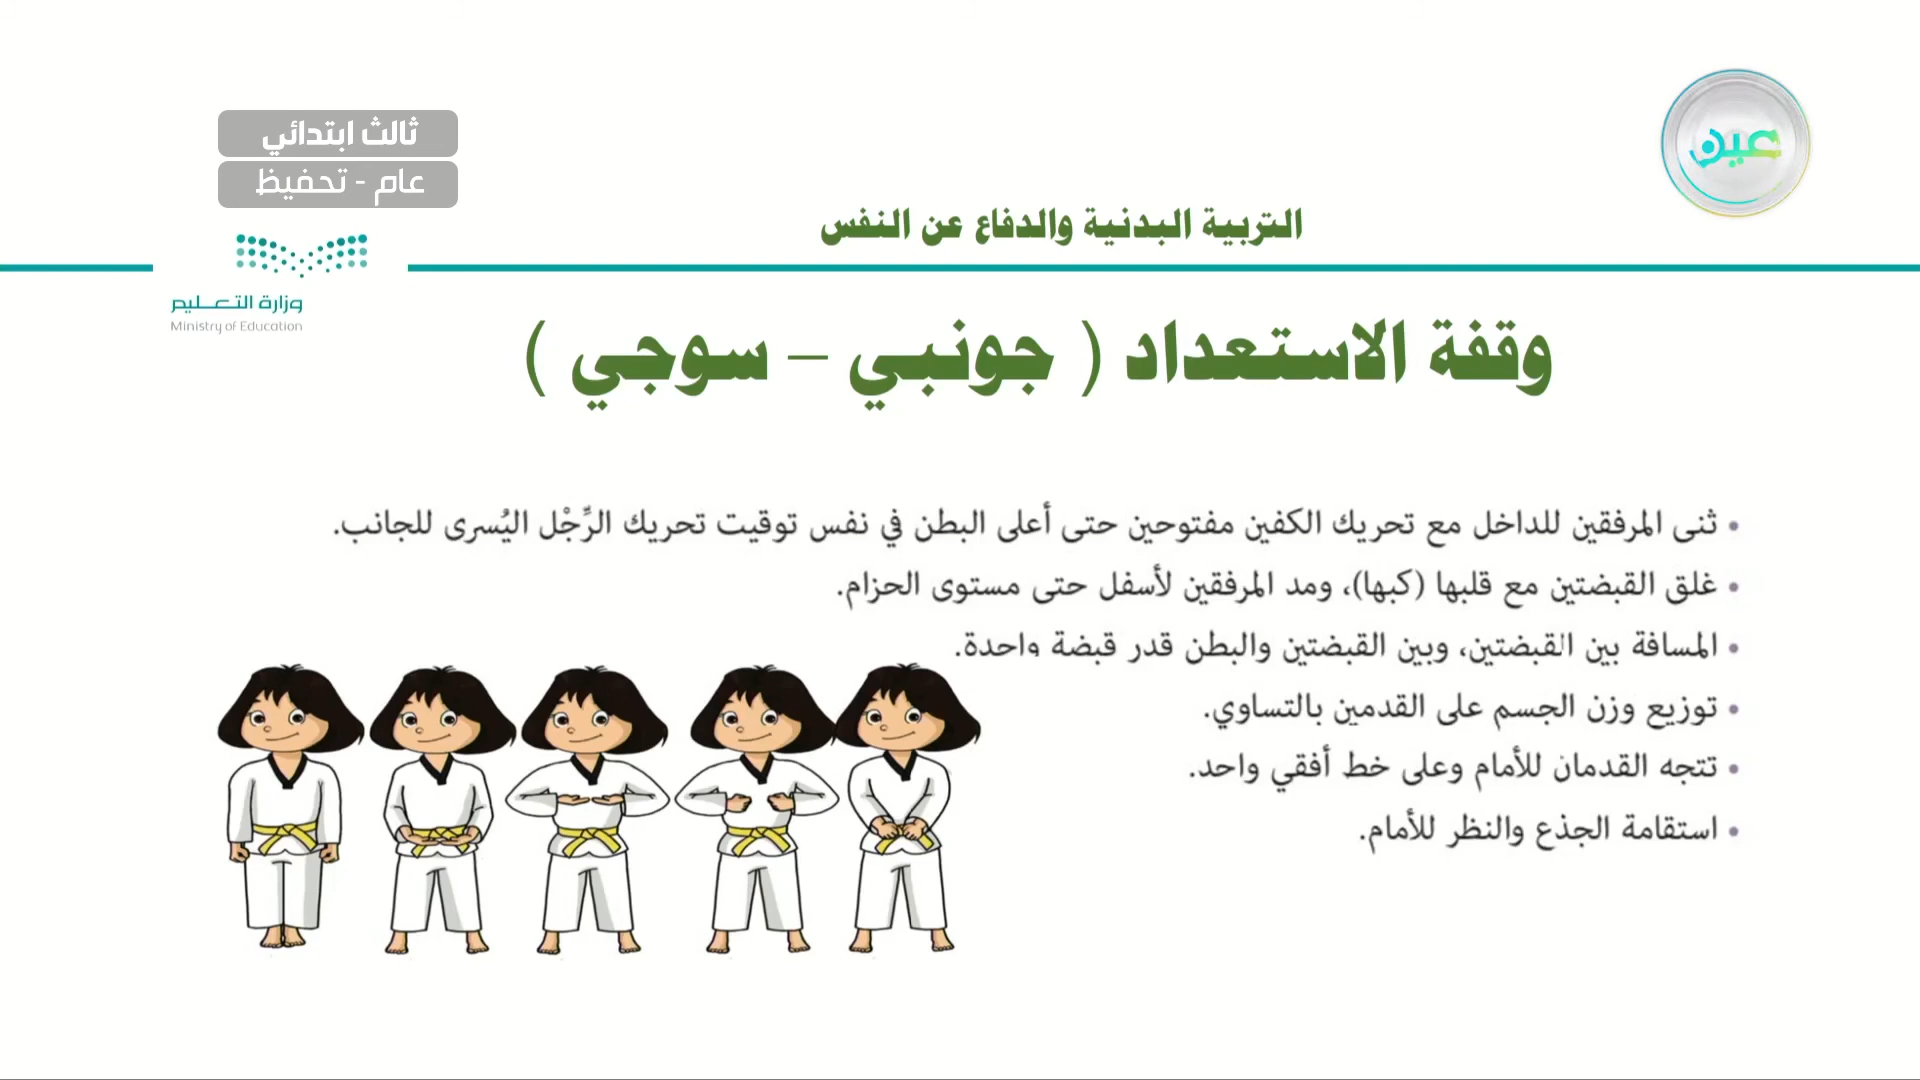 ثالث ابتدائي
عام - تحفيظ
عين
التربية البدنية والدفاع عن النفس
وزارة التعليم
Ministry of Education
وقفة الاستعداد ( جونبي – سوجي )
• ثنى المرفقين للداخل مع تحريك الكفين مفتوحين حتى أعلى البطن في نفس توقيت تحريك الرِّجْل اليُسرى للجانب.
• غلق القبضتين مع قلبها (كبها)، ومد المرفقين لأسفل حتى مستوى الحزام.
• المسافة بين القبضتين، وبين القبضتين والبطن قدر قبضة واحدة.
• توزيع وزن الجسم على القدمين بالتساوي.
• تتجه القدمان للأمام وعلى خط أفقي واحد.
• استقامة الجذع والنظر للأمام.